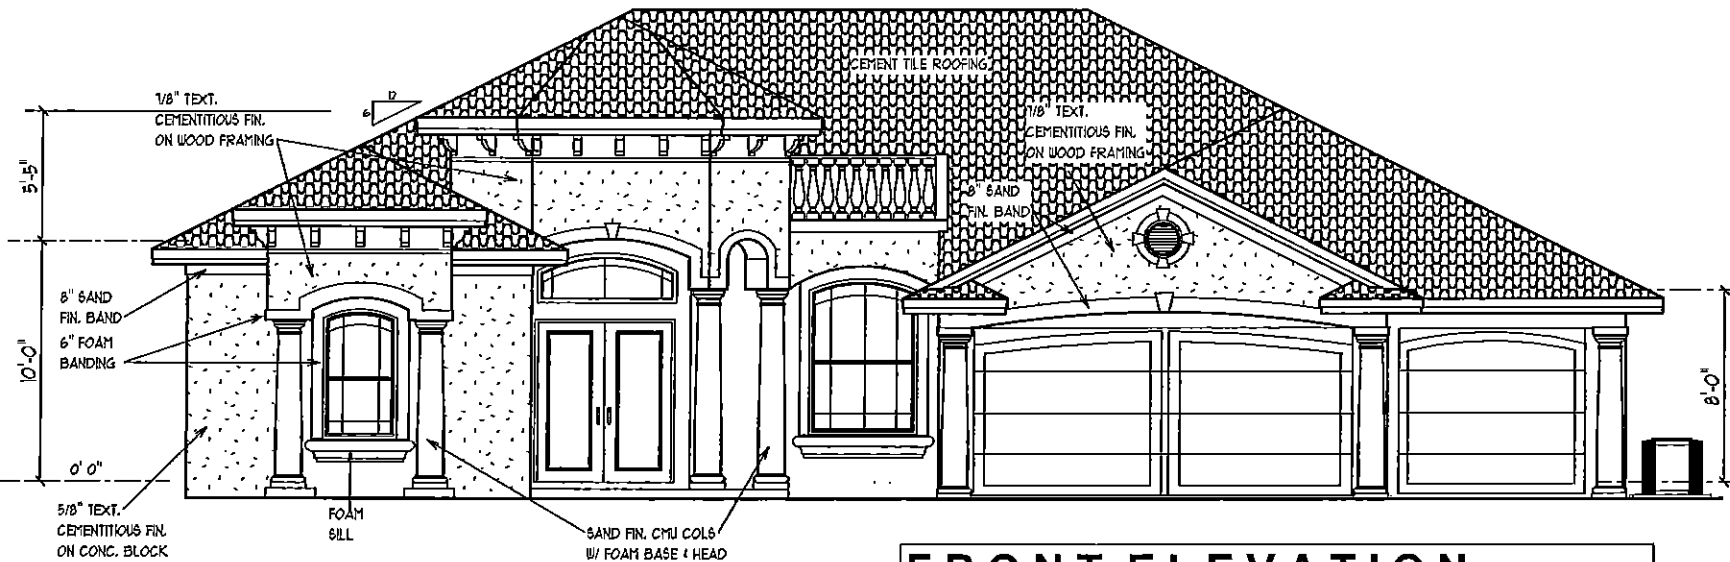 CEMENT TILE ROOFING
7/8" TEXT.
CEMENTITIOUS FIN.
ON WOOD FRAMING
12
6
7/8" TEXT.
CEMENTITIOUS FIN.
ON WOOD FRAMING
5'-5"
8" SAND
FIN. BAND
8" SAND
FIN. BAND
6" FOAM
BANDING
10'-0"
8'-0"
0' 0"
5/8" TEXT.
CEMENTITIOUS FIN.
ON CONC. BLOCK
FOAM
SILL
SAND FIN. CMU COLS
W/ FOAM BASE & HEAD
FRONT ELEVATION